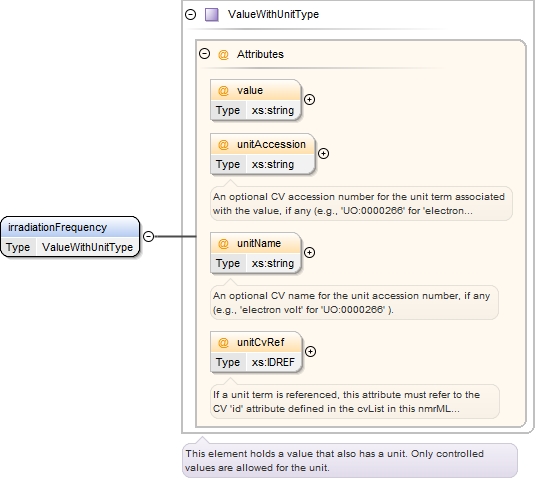 ValueWithUnitType
@ Attributes
@ value
Type xs:string
@ unitAccession
Type xs:string
An optional CV accession number for the unit term associated
with the value, if any (e.g., 'UO:0000266' for 'electron...
irradiationFrequency
Type ValueWithUnitType
@ unitName
Type xs:string
An optional CV name for the unit accession number, if any
(e.g., 'electron volt' for 'UO:0000266' ).
@ unitCvRef
Type xs:IDREF
If a unit term is referenced, this attribute must refer to the
CV 'id' attribute defined in the cvList in this nmrML...
This element holds a value that also has a unit. Only controlled
values are allowed for the unit.